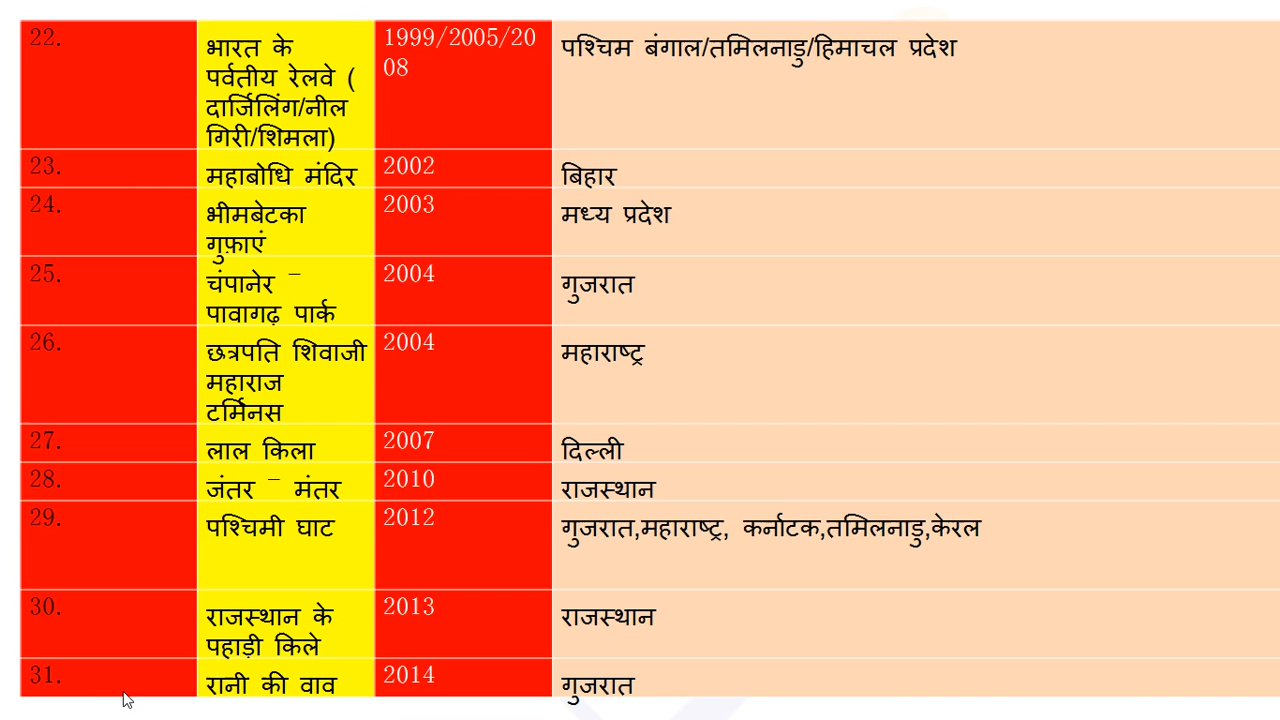 22. भारत के 1999/2005/20 पश्चिम बंगाल/तमिलनाडु/हिमाचल प्रदेश
पर्वतीय रेलवे ( 08
दार्जिलिंग/नील
गिरी/शिमला)
23. महाबोधि मंदिर 2002 बिहार
24. भीमबेटका 2003 मध्य प्रदेश
गुफ़ाएं
25. चंपानेर – 2004 गुजरात
पावागढ़ पार्क
26. छत्रपति शिवाजी 2004 महाराष्ट्र
महाराज
टर्मिनस
27. लाल किला 2007 दिल्ली
28. जंतर – मंतर 2010 राजस्थान
29. पश्चिमी घाट 2012 गुजरात,महाराष्ट्र, कर्नाटक,तमिलनाडु,केरल
30. राजस्थान के 2013 राजस्थान
पहाड़ी किले
31. रानी की वाव 2014 गुजरात